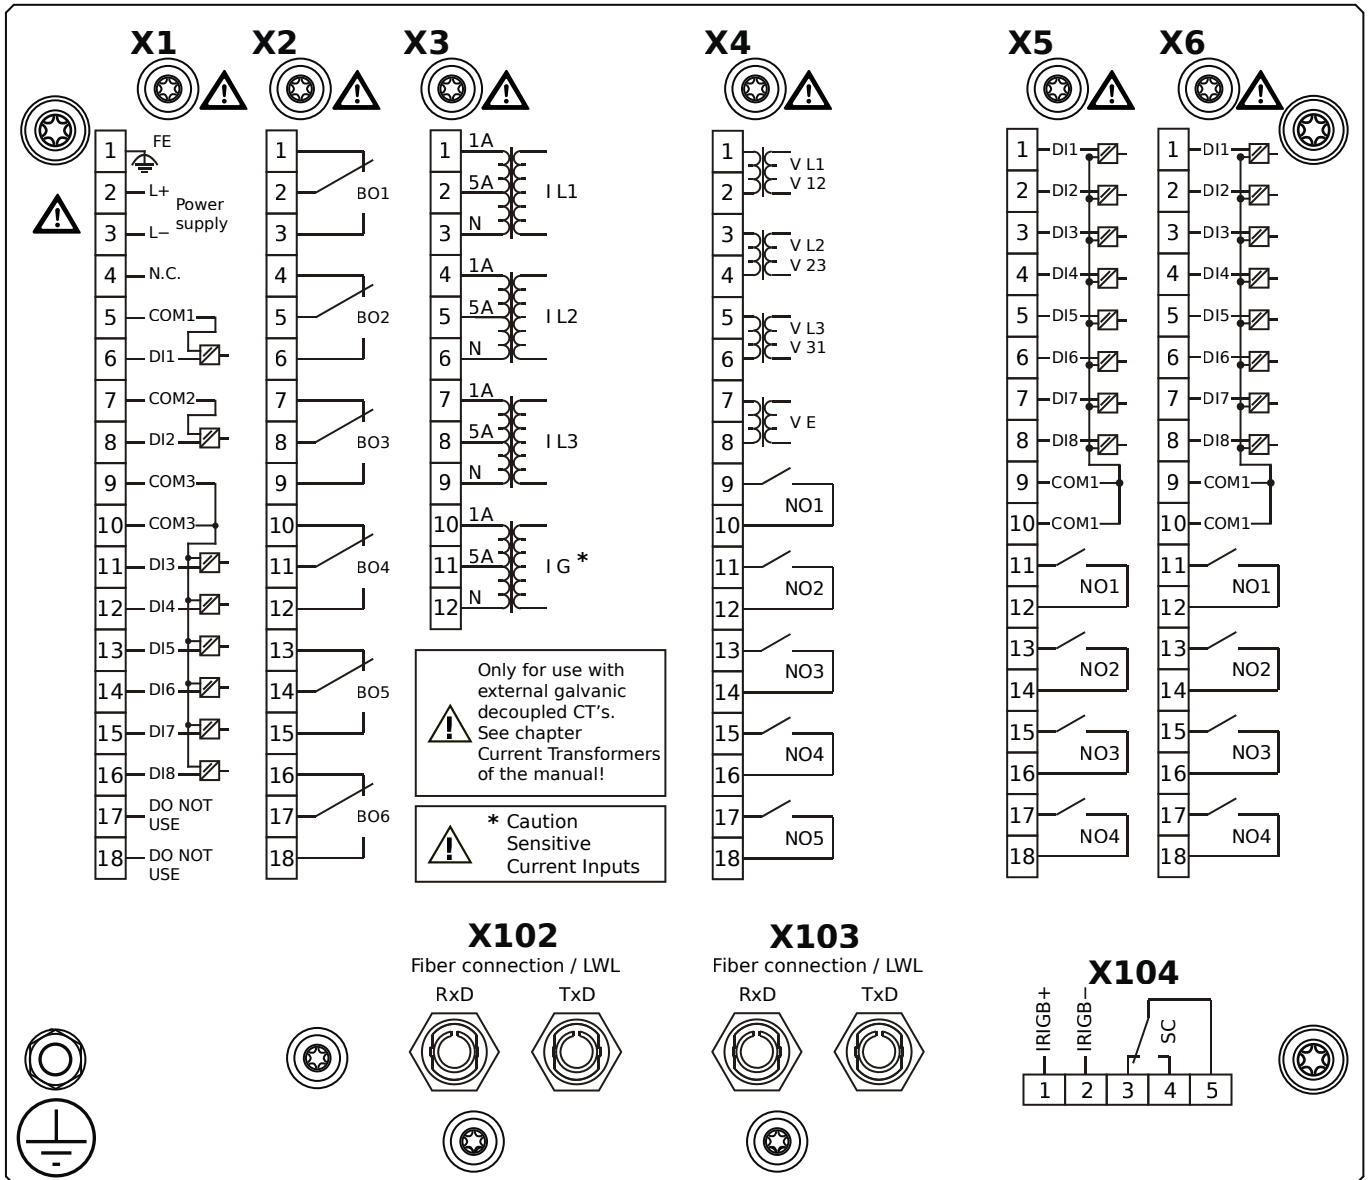 X1
X2
X3
X4
X5
X6
1 FE
2 L+
Power
supply
3 L−
4 N.C.
5 COM1
6 DI1
7 COM2
8 DI2
9 COM3
10 COM3
11 DI3
12 DI4
13 DI5
14 DI6
15 DI7
16 DI8
17 DO NOT
USE
18 DO NOT
USE
1
2 BO1
3
4
5 BO2
6
7
8 BO3
9
10
11 BO4
12
13
14 BO5
15
16
17 BO6
18
1 1A
2 5A I L1
3 N
4 1A
5 5A I L2
6 N
7 1A
8 5A I L3
9 N
10 1A
11 5A I G *
12 N
Only for use with
external galvanic
decoupled CT's.
See chapter
Current Transformers
of the manual!
* Caution
Sensitive
Current Inputs
1 V L1
2 V 12
3 V L2
4 V 23
5 V L3
6 V 31
7
V E
8
9
NO1
10
11
NO2
12
13
NO3
14
15
NO4
16
17
NO5
18
1 DI1
2 DI2
3 DI3
4 DI4
5 DI5
6 DI6
7 DI7
8 DI8
9 COM1
10 COM1
11
NO1
12
13
NO2
14
15
NO3
16
17
NO4
18
1 DI1
2 DI2
3 DI3
4 DI4
5 DI5
6 DI6
7 DI7
8 DI8
9 COM1
10 COM1
11
NO1
12
13
NO2
14
15
NO3
16
17
NO4
18
X102
Fiber connection / LWL
RxD TxD
X103
Fiber connection / LWL
RxD TxD
X104
IRIGB+
IRIGB−
SC
1 2 3 4 5